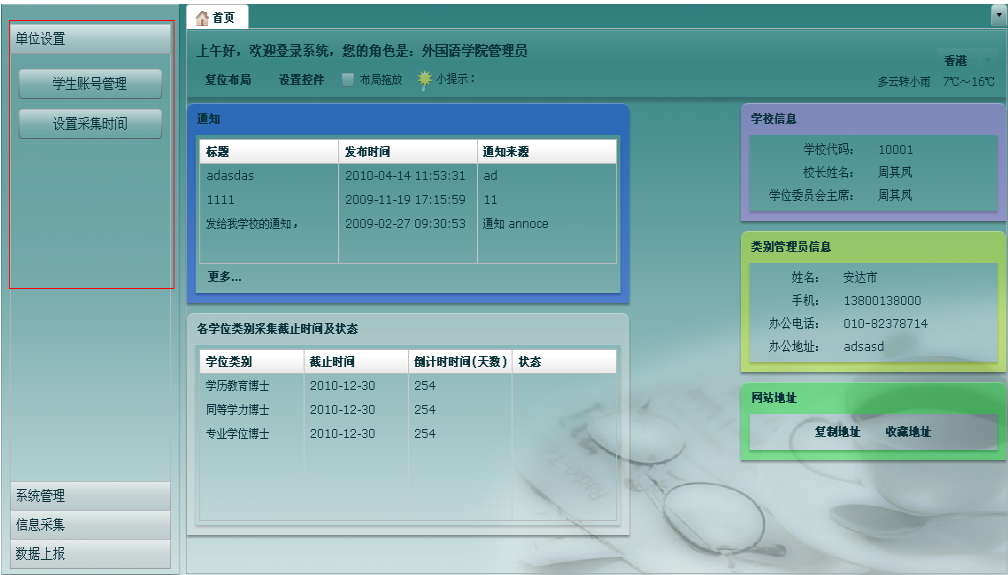 单位设置
学生账号管理
设置采集时间
系统管理
信息采集
数据上报
首页
上午好，欢迎登录系统，您的角色是：外国语学院管理员
复位布局 设置控件 布局拖放 小提示：
香港
多云转小雨 7℃～16℃
通知
标题 发布时间 通知来源
adasdas 2010-04-14 11:53:31 ad
1111 2009-11-19 17:15:59 11
发给我学校的通知， 2009-02-27 09:30:53 通知 annoce
更多...
各学位类别采集截止时间及状态
学位类别 截止时间 倒计时时间(天数) 状态
学历教育博士 2010-12-30 254
同等学力博士 2010-12-30 254
专业学位博士 2010-12-30 254
学校信息
学校代码： 10001
校长姓名： 周其凤
学位委员会主席： 周其凤
类别管理员信息
姓名： 安达市
手机： 13800138000
办公电话： 010-82378714
办公地址： adsasd
网站地址
复制地址 收藏地址